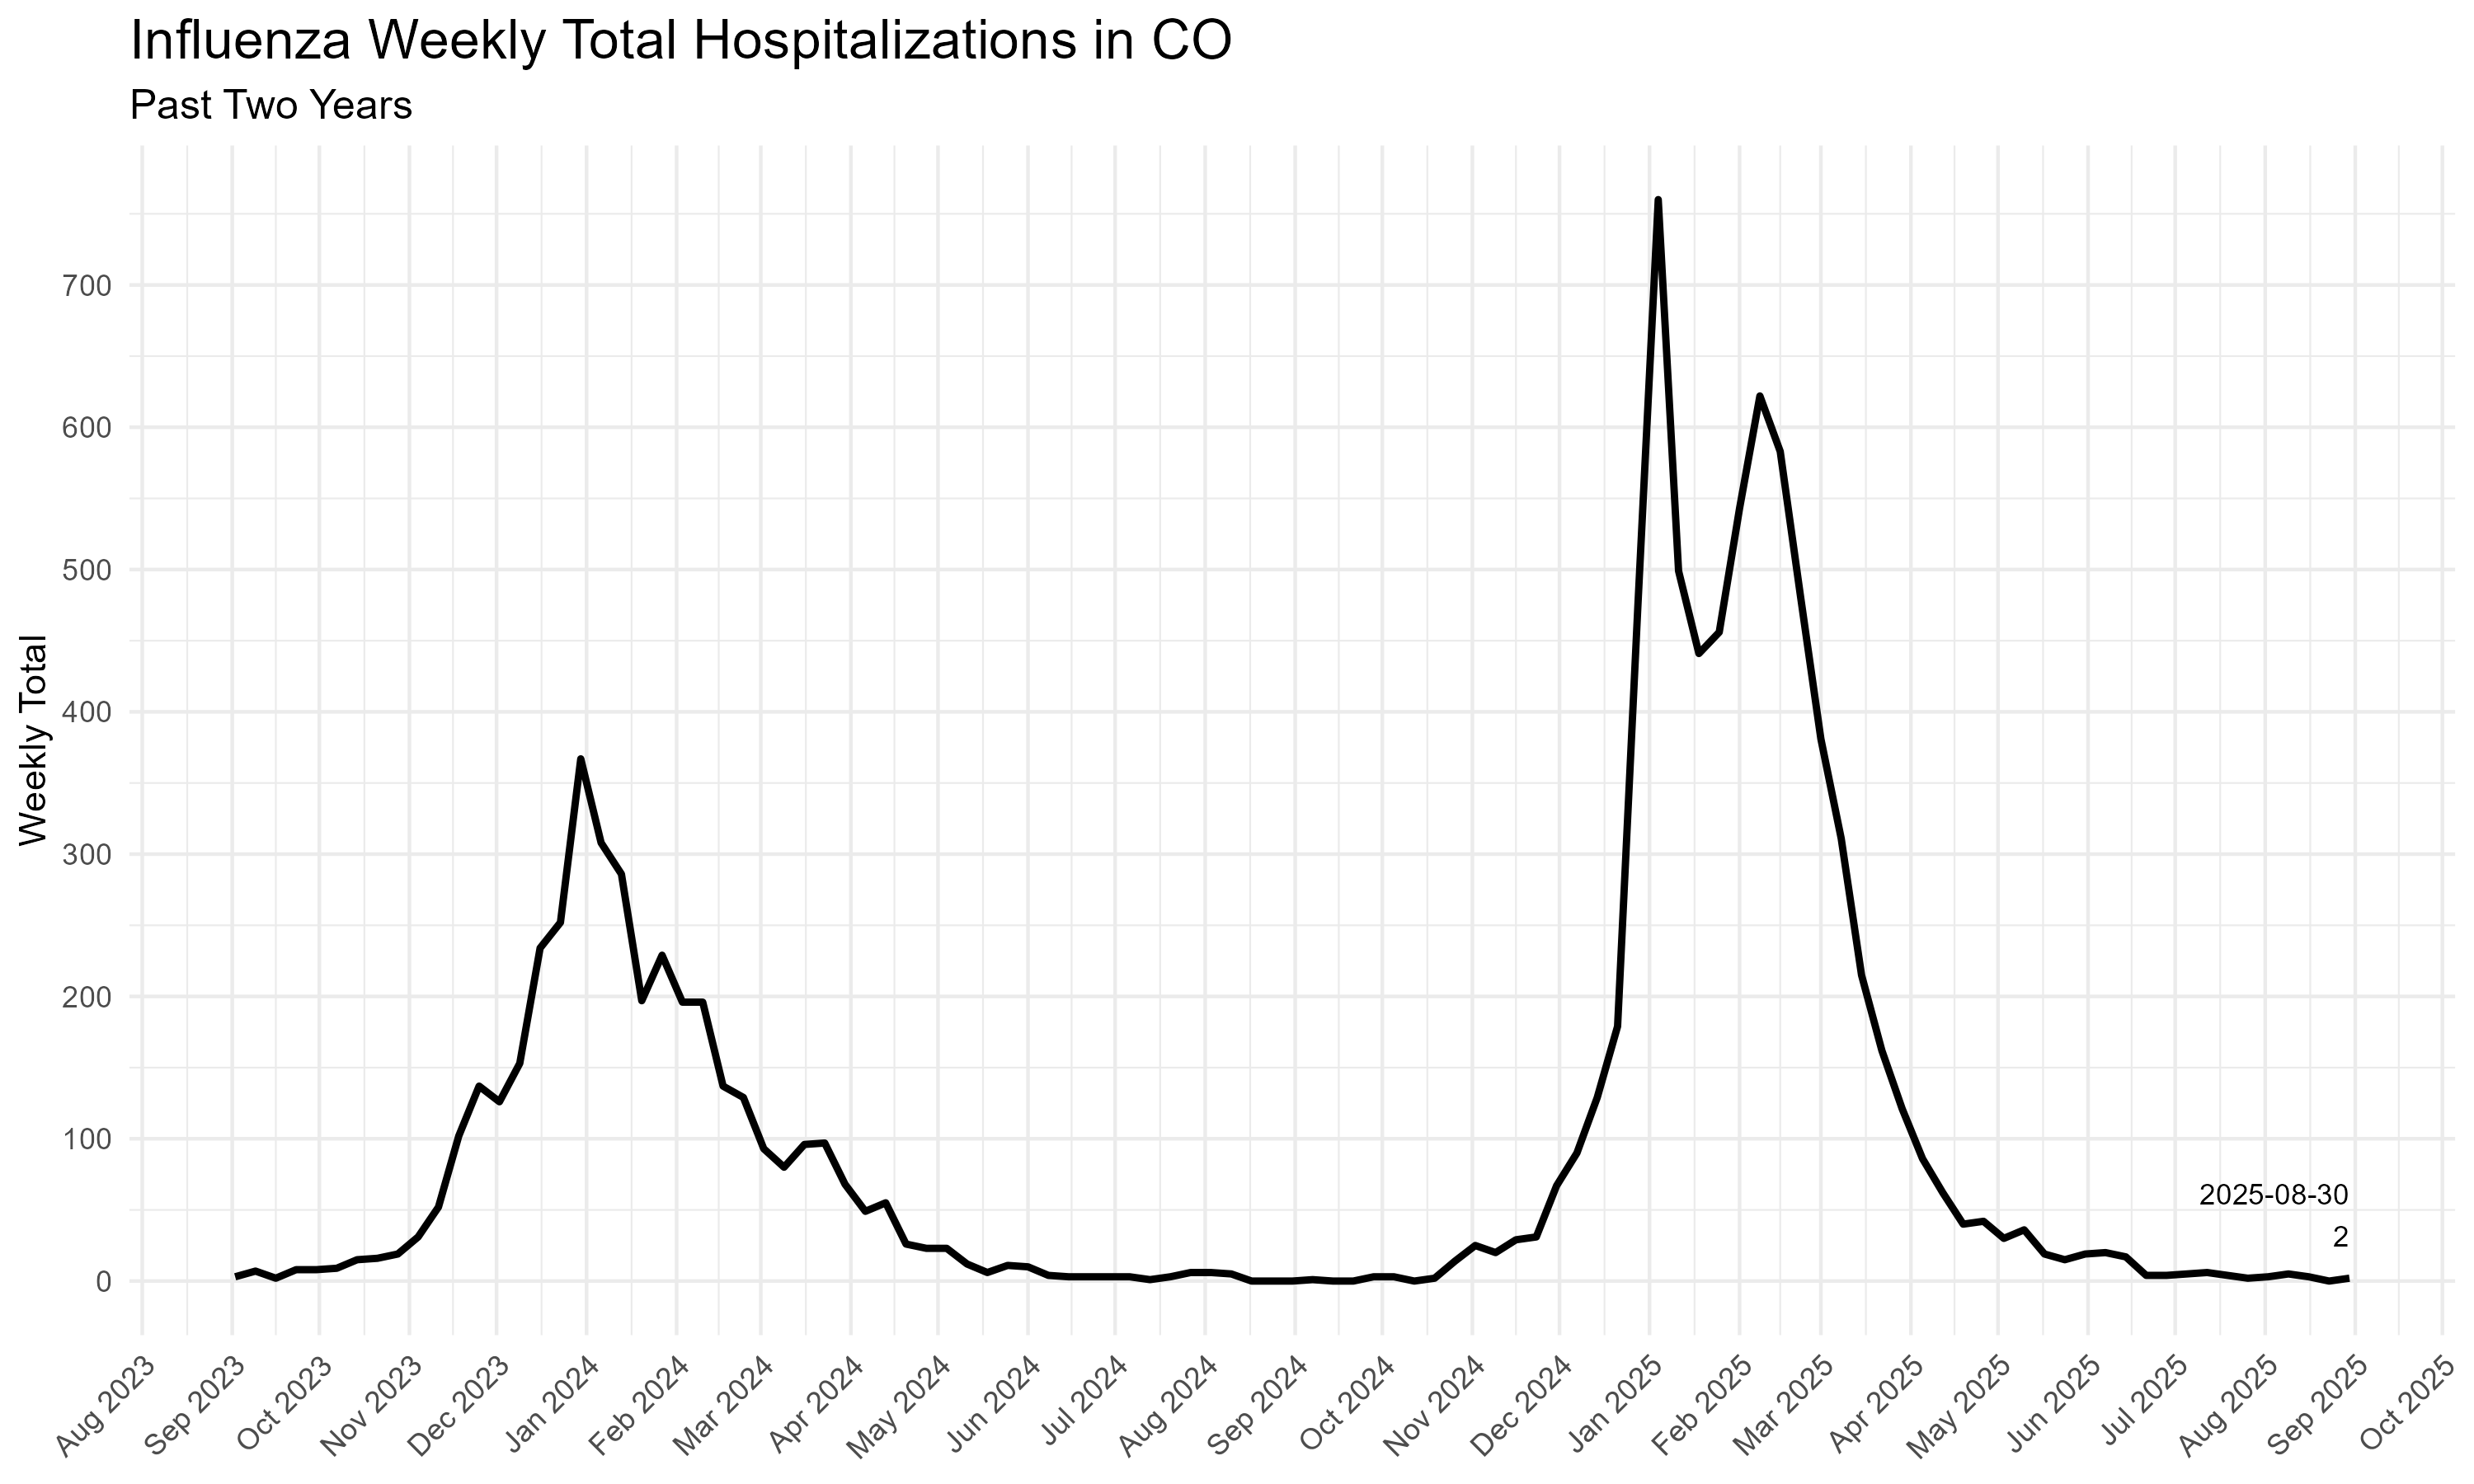 Influenza Weekly Total Hospitalizations in CO
Past Two Years
Weekly Total
700
600
500
400
300
200
100
0
2025-08-30
2
Aug 2023
Sep 2023
Oct 2023
Nov 2023
Dec 2023
Jan 2024
Feb 2024
Mar 2024
Apr 2024
May 2024
Jun 2024
Jul 2024
Aug 2024
Sep 2024
Oct 2024
Nov 2024
Dec 2024
Jan 2025
Feb 2025
Mar 2025
Apr 2025
May 2025
Jun 2025
Jul 2025
Aug 2025
Sep 2025
Oct 2025